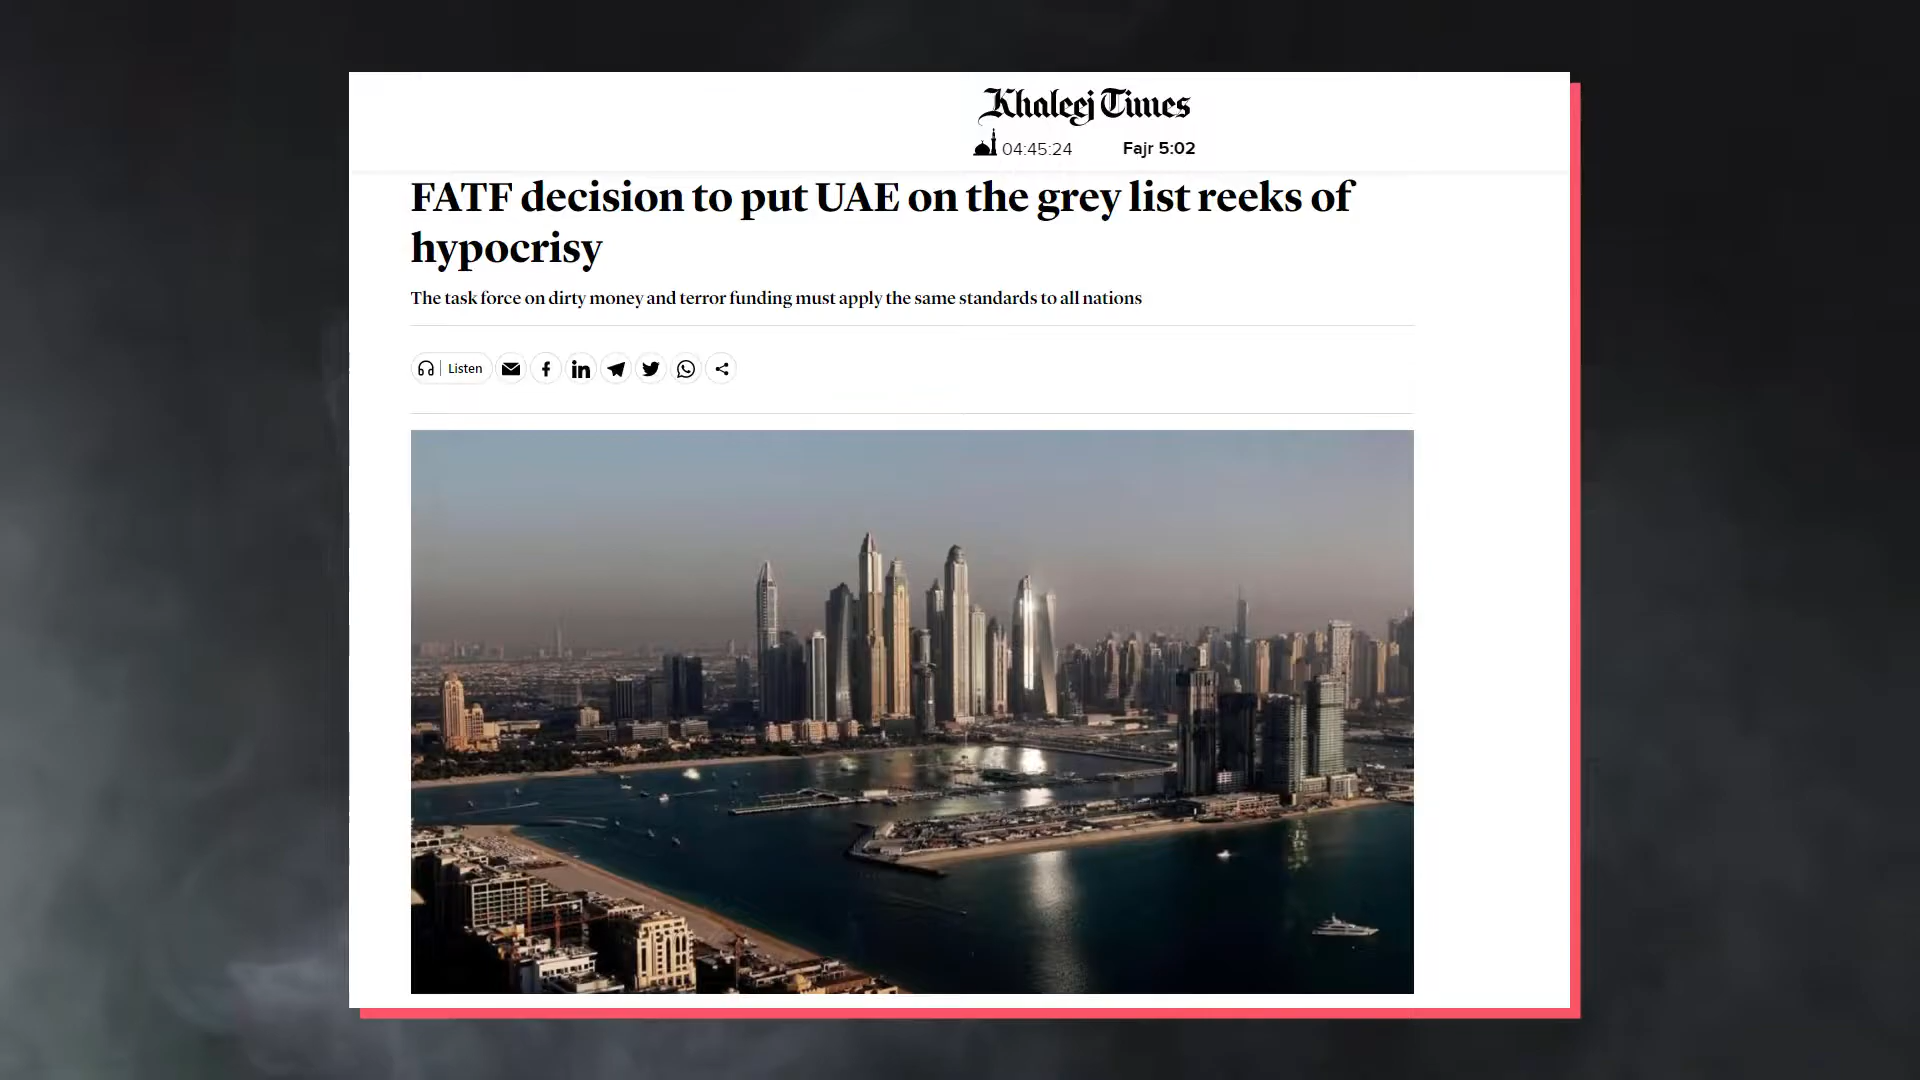 Khaleej Times
04:45:24 Fajr 5:02
FATF decision to put UAE on the grey list reeks of
hypocrisy
The task force on dirty money and terror funding must apply the same standards to all nations
Listen